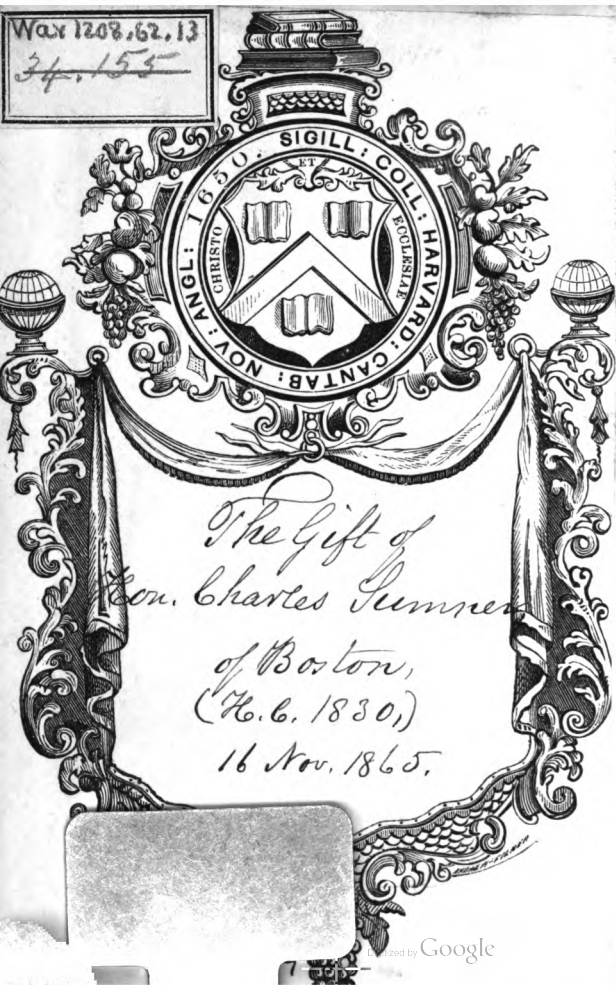 War 1208.62.13
34.155
SIGILL: COLL: HARVARD: CANTAB: NOV: ANGL: 1650.
ET
CHRISTO
ECCLESIAE
The Gift of
Hon. Charles Sumner
of Boston,
(H.C. 1830,)
16 Nov. 1865.
Digitized by Google